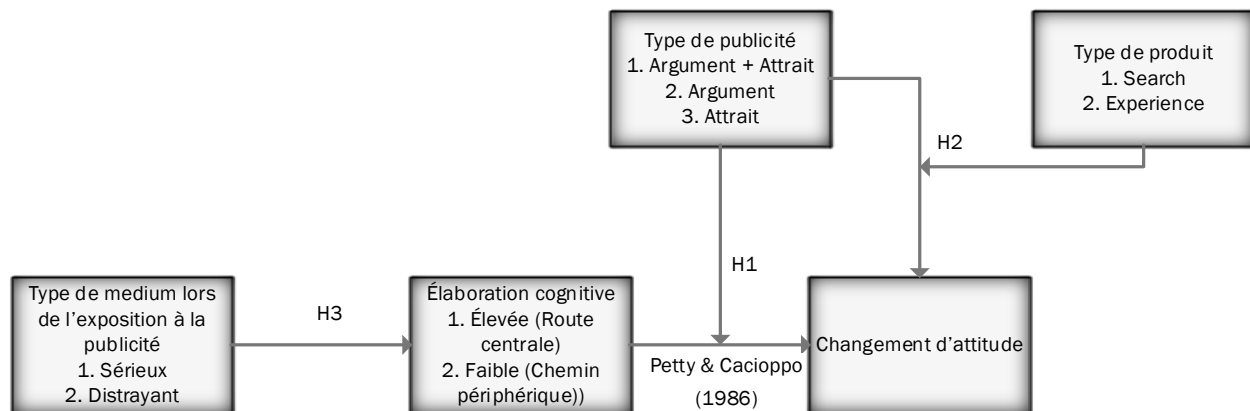 Type de publicité
1. Argument + Attrait
2. Argument
3. Attrait
Type de produit
1. Search
2. Experience
H2
H1
Type de medium lors
de l'exposition à la
publicité
1. Sérieux
2. Distrayant
H3
Élaboration cognitive
1. Élevée (Route
centrale)
2. Faible (Chemin
périphérique))
Petty & Cacioppo
(1986)
Changement d'attitude